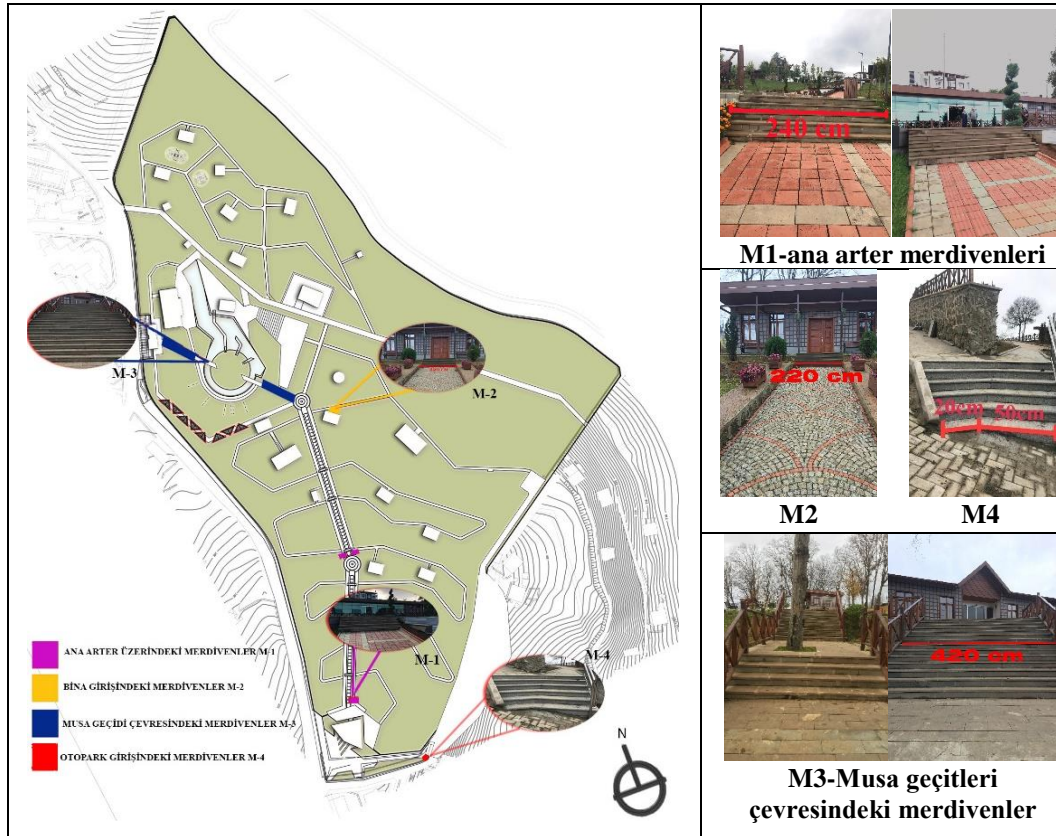 M-3
M-2
M-1
M-4
N
ANA ARTER ÜZERİNDEKİ MERDİVENLER M-1
BİNA GİRİŞİNDEKİ MERDİVENLER M-2
MUSA GEÇİDİ ÇEVRESİNDEKİ MERDİVENLER M-3
OTOPARK GİRİŞİNDEKİ MERDİVENLER M-4
240 cm
M1-ana arter merdivenleri
220 cm
20cm 50cm
M2 M4
420 cm
M3-Musa geçitleri
çevresindeki merdivenler